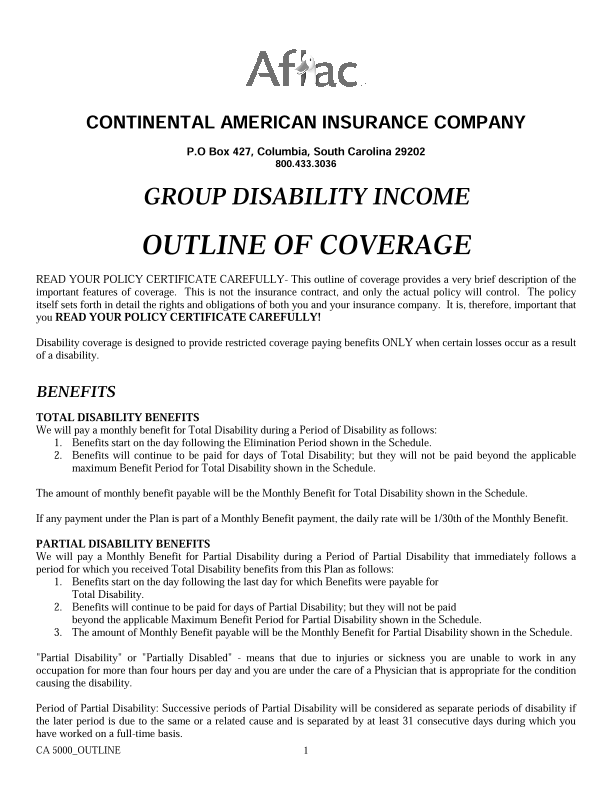 Aflac
CONTINENTAL AMERICAN INSURANCE COMPANY
P.O Box 427, Columbia, South Carolina 29202
800.433.3036
GROUP DISABILITY INCOME
OUTLINE OF COVERAGE
READ YOUR POLICY CERTIFICATE CAREFULLY- This outline of coverage provides a very brief description of the
important features of coverage. This is not the insurance contract, and only the actual policy will control. The policy
itself sets forth in detail the rights and obligations of both you and your insurance company. It is, therefore, important that
you READ YOUR POLICY CERTIFICATE CAREFULLY!
Disability coverage is designed to provide restricted coverage paying benefits ONLY when certain losses occur as a result
of a disability.
BENEFITS
TOTAL DISABILITY BENEFITS
We will pay a monthly benefit for Total Disability during a Period of Disability as follows:
1. Benefits start on the day following the Elimination Period shown in the Schedule.
2. Benefits will continue to be paid for days of Total Disability; but they will not be paid beyond the applicable
maximum Benefit Period for Total Disability shown in the Schedule.
The amount of monthly benefit payable will be the Monthly Benefit for Total Disability shown in the Schedule.
If any payment under the Plan is part of a Monthly Benefit payment, the daily rate will be 1/30th of the Monthly Benefit.
PARTIAL DISABILITY BENEFITS
We will pay a Monthly Benefit for Partial Disability during a Period of Partial Disability that immediately follows a
period for which you received Total Disability benefits from this Plan as follows:
1. Benefits start on the day following the last day for which Benefits were payable for
Total Disability.
2. Benefits will continue to be paid for days of Partial Disability; but they will not be paid
beyond the applicable Maximum Benefit Period for Partial Disability shown in the Schedule.
3. The amount of Monthly Benefit payable will be the Monthly Benefit for Partial Disability shown in the Schedule.
"Partial Disability" or "Partially Disabled" - means that due to injuries or sickness you are unable to work in any
occupation for more than four hours per day and you are under the care of a Physician that is appropriate for the condition
causing the disability.
Period of Partial Disability: Successive periods of Partial Disability will be considered as separate periods of disability if
the later period is due to the same or a related cause and is separated by at least 31 consecutive days during which you
have worked on a full-time basis.
CA 5000_OUTLINE 1